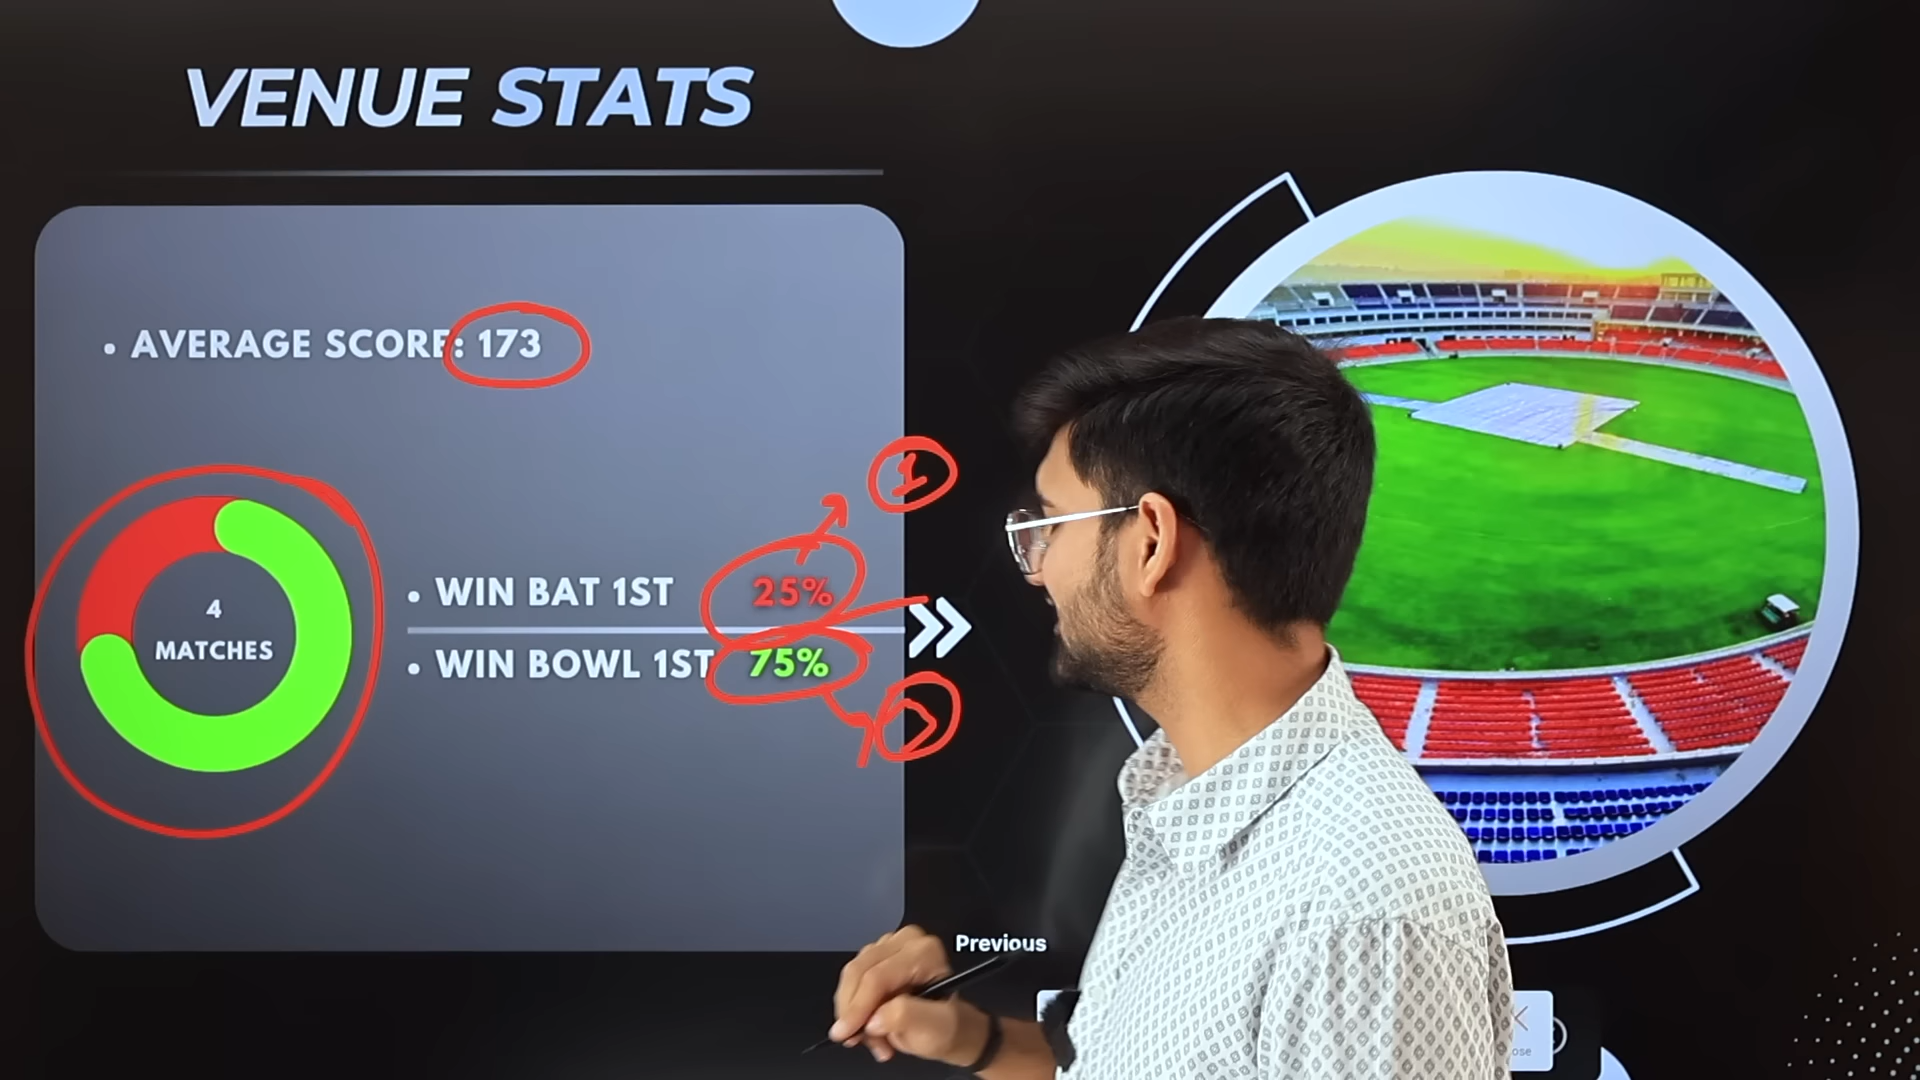 VENUE STATS
• AVERAGE SCORE: 173
1
4
MATCHES
• WIN BAT 1ST 25%
• WIN BOWL 1ST 75%
Previous